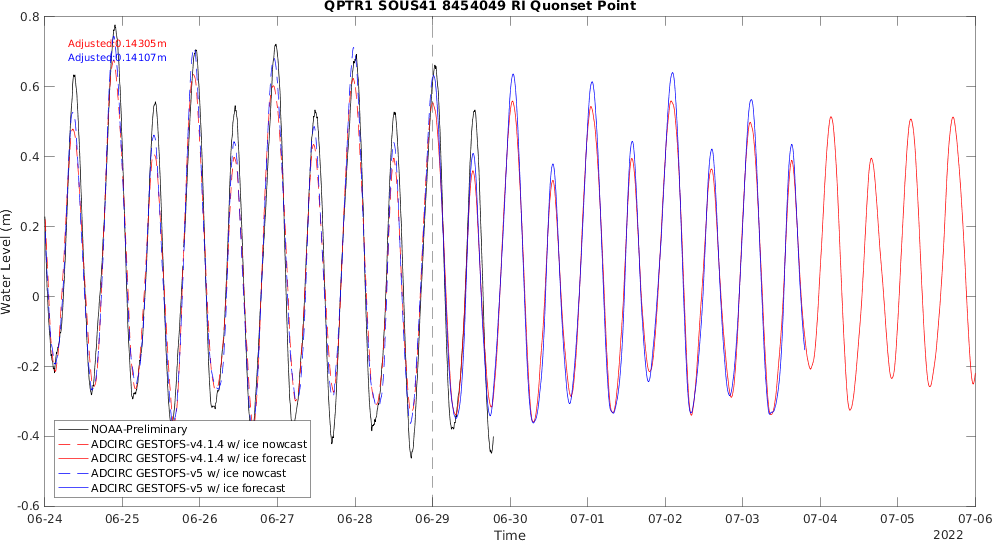 QPTR1 SOUS41 8454049 RI Quonset Point
0.8
Adjusted:0.14305m
Adjusted:0.14107m
0.6
0.4
0.2
0
-0.2
-0.4
-0.6
Water Level (m)
NOAA-Preliminary
ADCIRC GESTOFS-v4.1.4 w/ ice nowcast
ADCIRC GESTOFS-v4.1.4 w/ ice forecast
ADCIRC GESTOFS-v5 w/ ice nowcast
ADCIRC GESTOFS-v5 w/ ice forecast
06-24 06-25 06-26 06-27 06-28 06-29 06-30 07-01 07-02 07-03 07-04 07-05 07-06
Time
2022